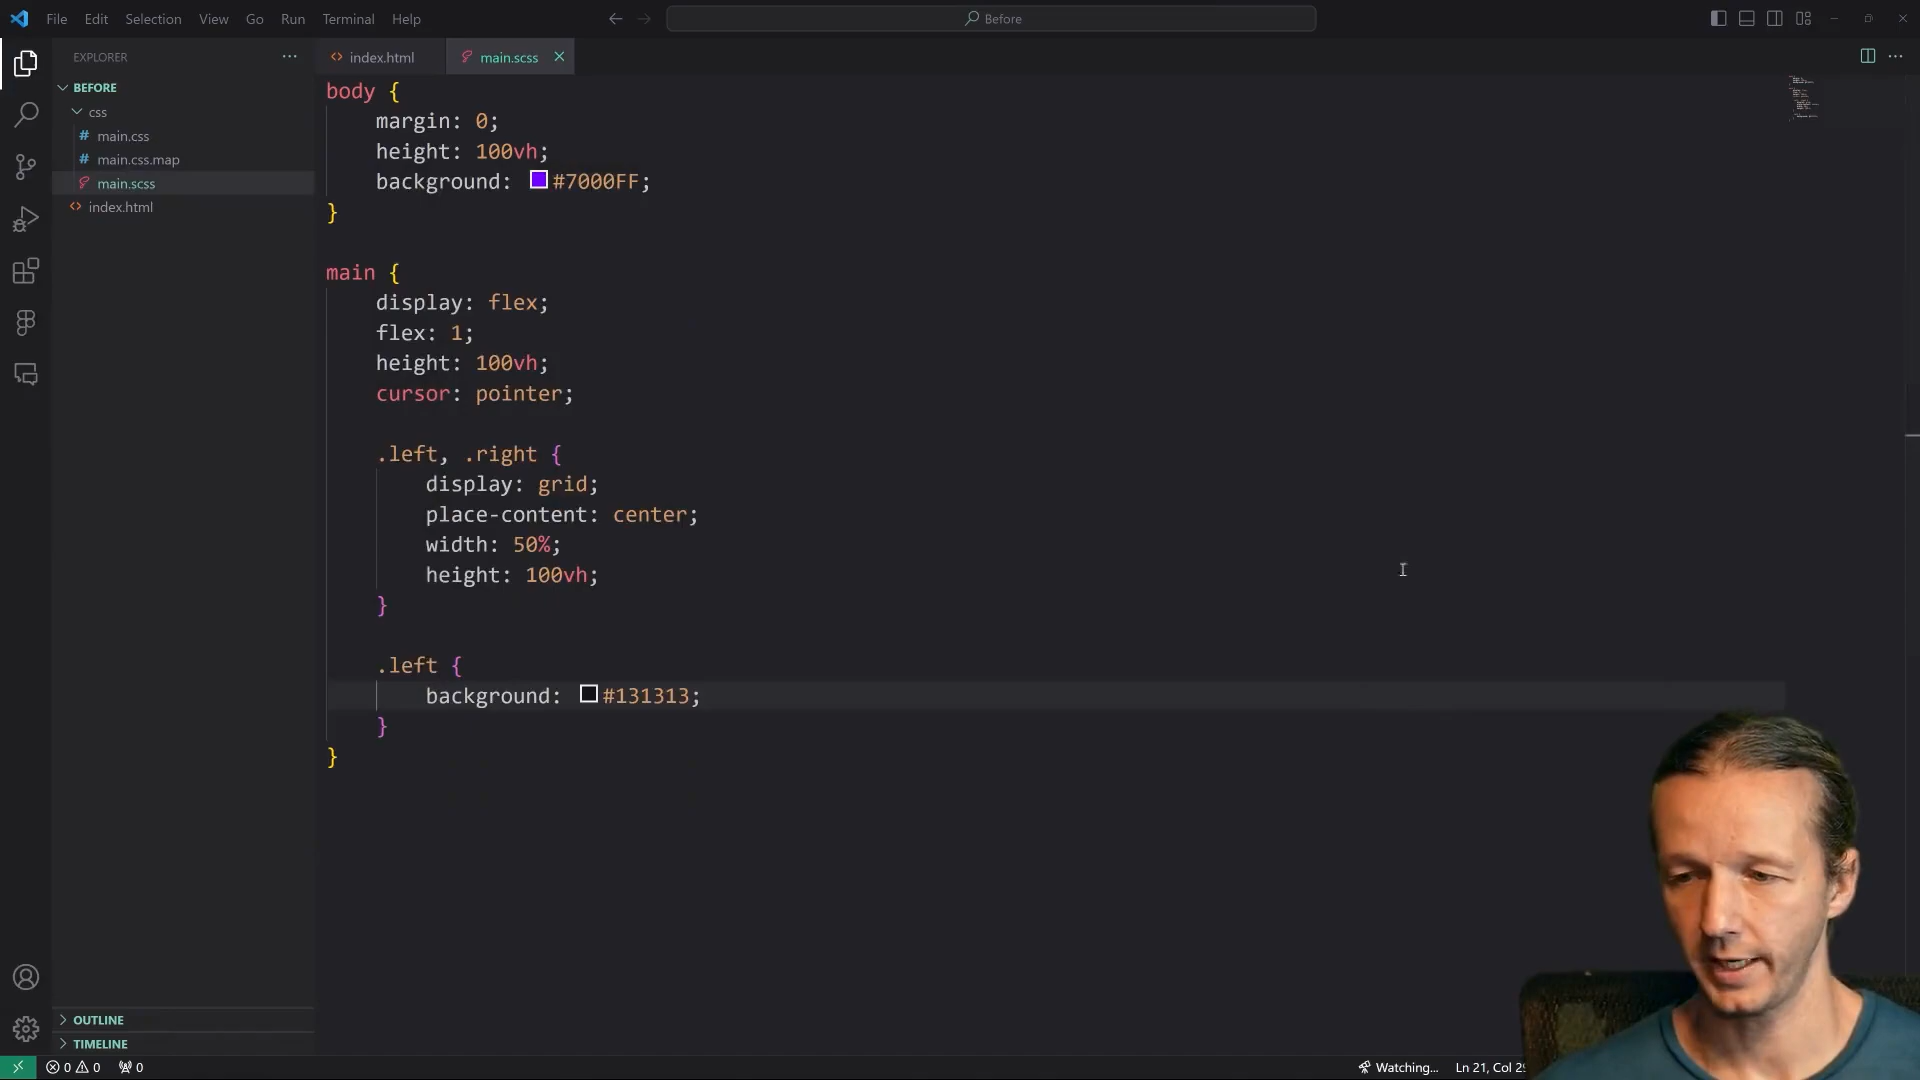 File Edit Selection View Go Run Terminal Help
Before
EXPLORER
BEFORE
css
main.css
main.css.map
main.scss
index.html
OUTLINE
TIMELINE
index.html
main.scss
body {
margin: 0;
height: 100vh;
background: #7000FF;
}
main {
display: flex;
flex: 1;
height: 100vh;
cursor: pointer;
.left, .right {
display: grid;
place-content: center;
width: 50%;
height: 100vh;
}
.left {
background: #131313;
}
}
0 0 0
Watching... Ln 21, Col